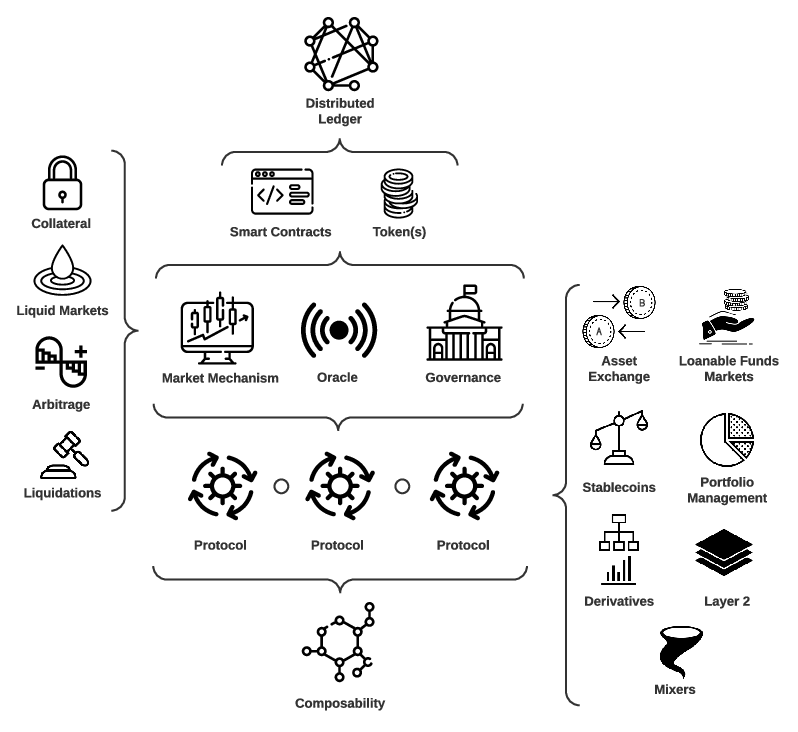 Distributed
Ledger
Smart Contracts
Token(s)
Collateral
Liquid Markets
Arbitrage
Liquidations
Market Mechanism
Oracle
Governance
Protocol
Protocol
Protocol
Composability
A
B
Asset
Exchange
Loanable Funds
Markets
Stablecoins
Portfolio
Management
Derivatives
Layer 2
Mixers